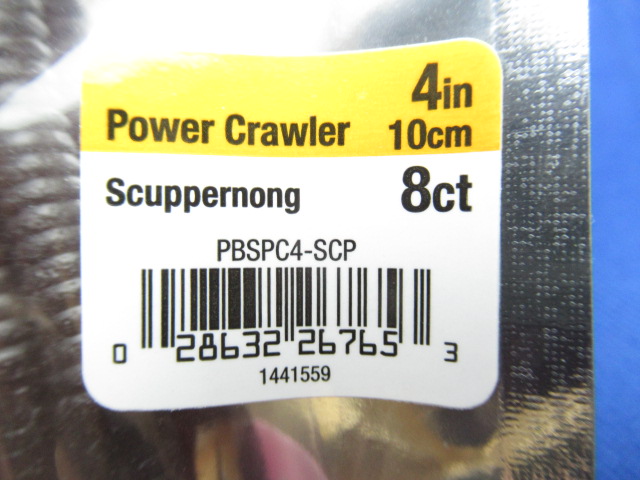 4in
Power Crawler 10cm
Scuppernong 8ct
PBSPC4-SCP
0 28632 26765 3
1441559